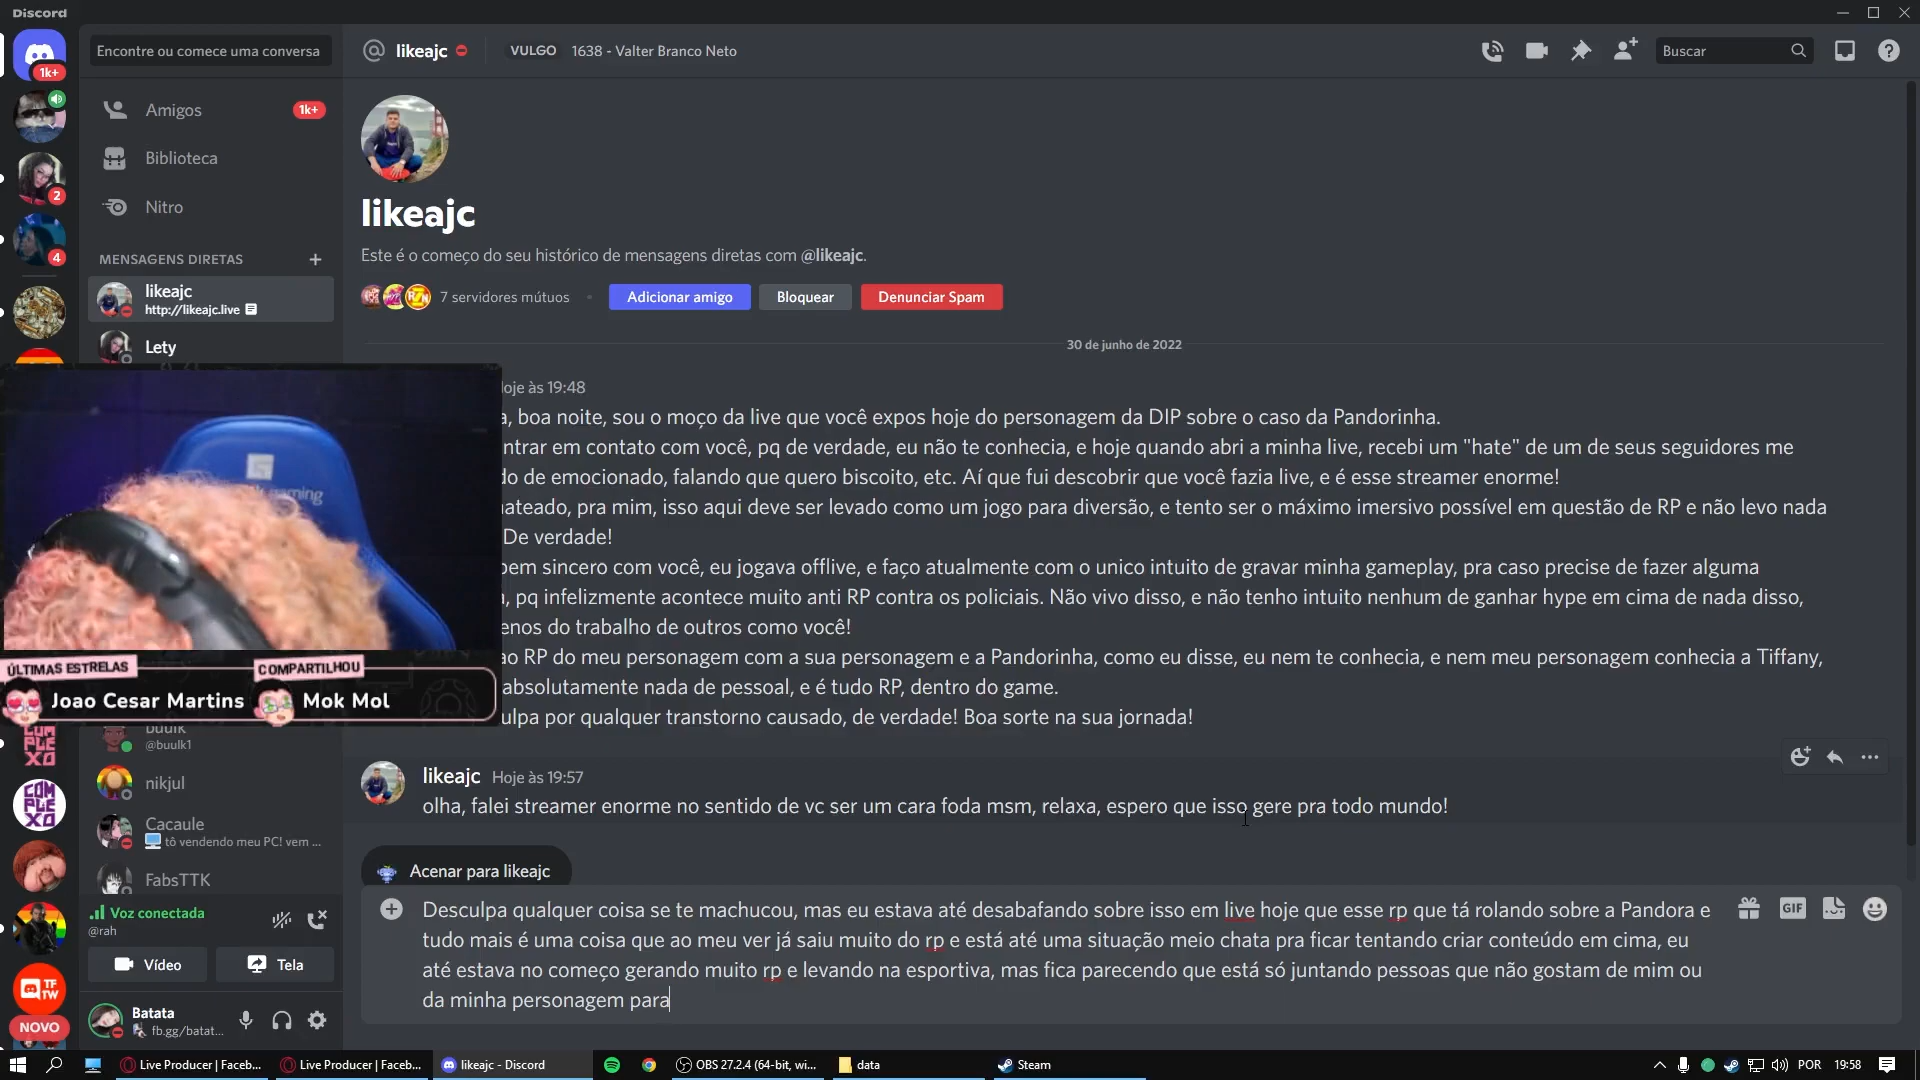 Discord
Encontre ou comece uma conversa
likeajc
VULGO 1638 - Valter Branco Neto
Buscar
1k+
Amigos
1k+
Biblioteca
2
Nitro
4
MENSAGENS DIRETAS
likeajc
http://likeajc.live
Lety
likeajc
Este é o começo do seu histórico de mensagens diretas com @likeajc.
7 servidores mútuos
Adicionar amigo
Bloquear
Denunciar Spam
30 de junho de 2022
oje às 19:48
a, boa noite, sou o moço da live que você expos hoje do personagem da DIP sobre o caso da Pandorinha.
ntrar em contato com você, pq de verdade, eu não te conhecia, e hoje quando abri a minha live, recebi um "hate" de um de seus seguidores me
do de emocionado, falando que quero biscoito, etc. Aí que fui descobrir que você fazia live, e é esse streamer enorme!
ateado, pra mim, isso aqui deve ser levado como um jogo para diversão, e tento ser o máximo imersivo possível em questão de RP e não levo nada
De verdade!
bem sincero com você, eu jogava offlive, e faço atualmente com o unico intuito de gravar minha gameplay, pra caso precise de fazer alguma
, pq infelizmente acontece muito anti RP contra os policiais. Não vivo disso, e não tenho intuito nenhum de ganhar hype em cima de nada disso,
enos do trabalho de outros como você!
ao RP do meu personagem com a sua personagem e a Pandorinha, como eu disse, eu nem te conhecia, e nem meu personagem conhecia a Tiffany,
absolutamente nada de pessoal, e é tudo RP, dentro do game.
ulpa por qualquer transtorno causado, de verdade! Boa sorte na sua jornada!
ÚLTIMAS ESTRELAS
COMPARTILHOU
Joao Cesar Martins
Mok Mol
buulk
@buulk1
nikjul
Cacaule
tô vendendo meu PC! vem ...
FabsTTK
COMPLEXO
COMPLEXO
likeajc Hoje às 19:57
olha, falei streamer enorme no sentido de vc ser um cara foda msm, relaxa, espero que isso gere pra todo mundo!
Acenar para likeajc
Desculpa qualquer coisa se te machucou, mas eu estava até desabafando sobre isso em live hoje que esse rp que tá rolando sobre a Pandora e
tudo mais é uma coisa que ao meu ver já saiu muito do rp e está até uma situação meio chata pra ficar tentando criar conteúdo em cima, eu
até estava no começo gerando muito rp e levando na esportiva, mas fica parecendo que está só juntando pessoas que não gostam de mim ou
da minha personagem para
GIF
Voz conectada
@rah
Vídeo
Tela
TF
TW
NOVO
Batata
fb.gg/batat...
Live Producer | Faceb...
Live Producer | Faceb...
likeajc - Discord
OBS 27.2.4 (64-bit, wi...
data
Steam
POR
19:58